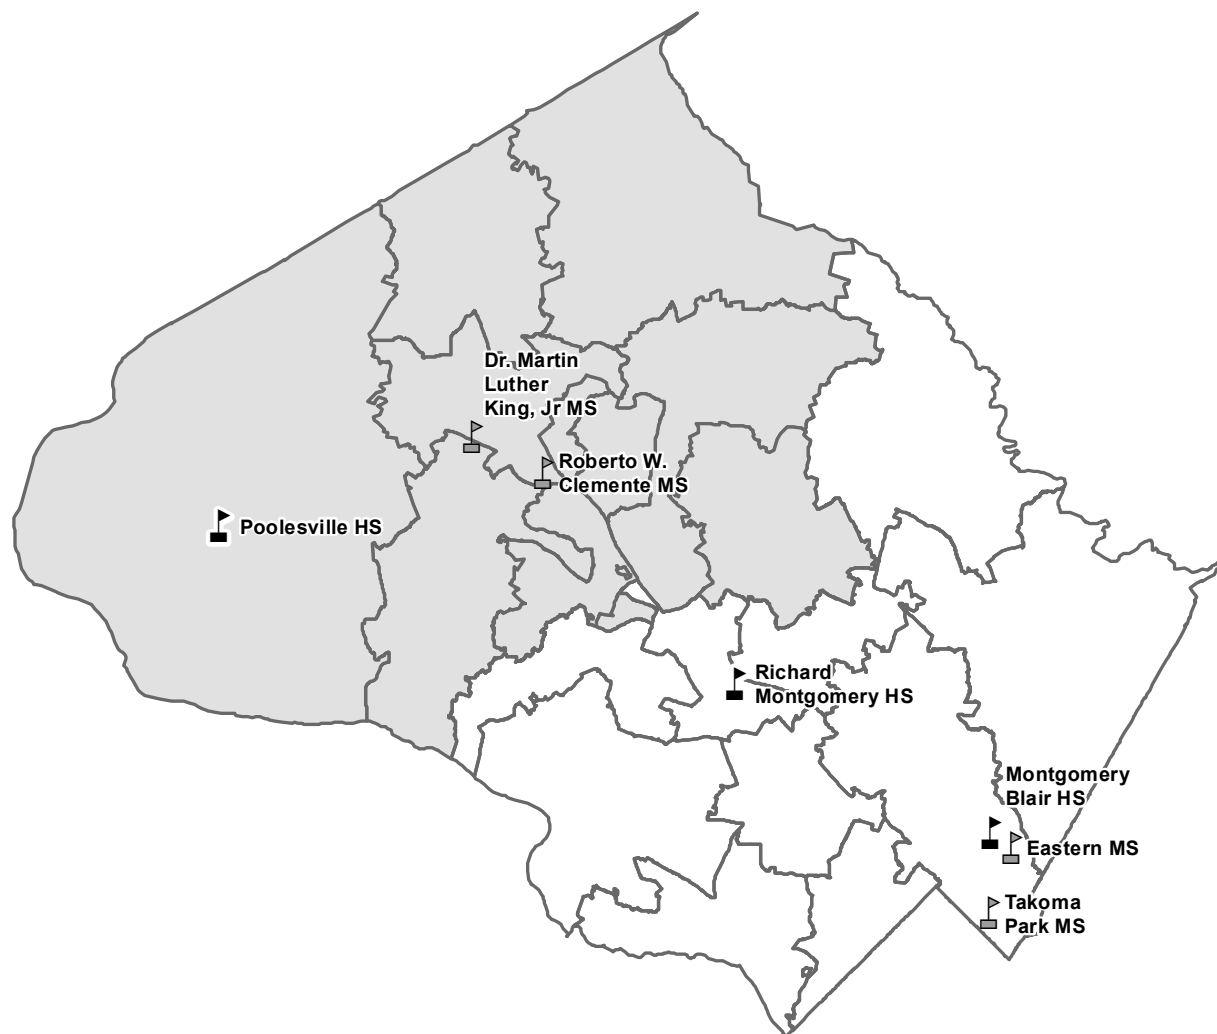 Dr. Martin
Luther
King, Jr MS
Roberto W.
Clemente MS
Poolesville HS
Richard
Montgomery HS
Montgomery
Blair HS
Eastern MS
Takoma
Park MS